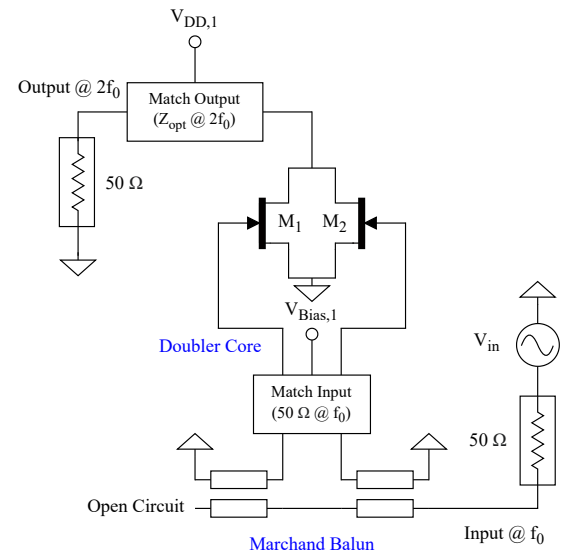 V_DD,1
Output @ 2f_0
Match Output
(Z_opt @ 2f_0)
50 Ω
M_1
M_2
V_Bias,1
Doubler Core
V_in
Match Input
(50 Ω @ f_0)
50 Ω
Open Circuit
Input @ f_0
Marchand Balun